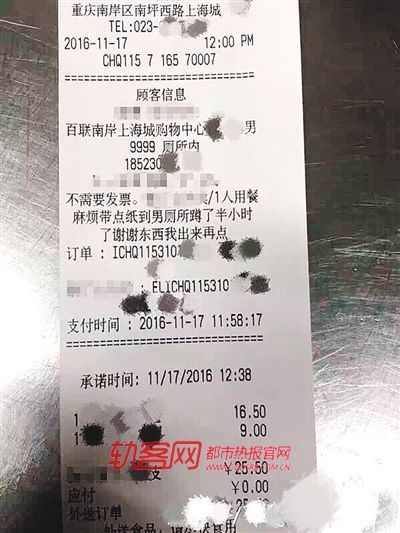 重庆南岸区南坪西路上海城
TEL:023-
2016-11-17 12:00 PM
CHQ115 7 165 70007
顾客信息
百联南岸上海城购物中心 男
9999 厕所内
18523
不需要发票。 /1人用餐
麻烦带点纸到男厕所蹲了半小时
了谢谢东西我出来再点
订单 : ICHQ115310
: ELICHQ115310
支付时间 : 2016-11-17 11:58:17
承诺时间: 11/17/2016 12:38
1 16.50
1 9.00
轨客网 都市热报官网
支 ¥25.50
应付 ¥0.00
外送订单